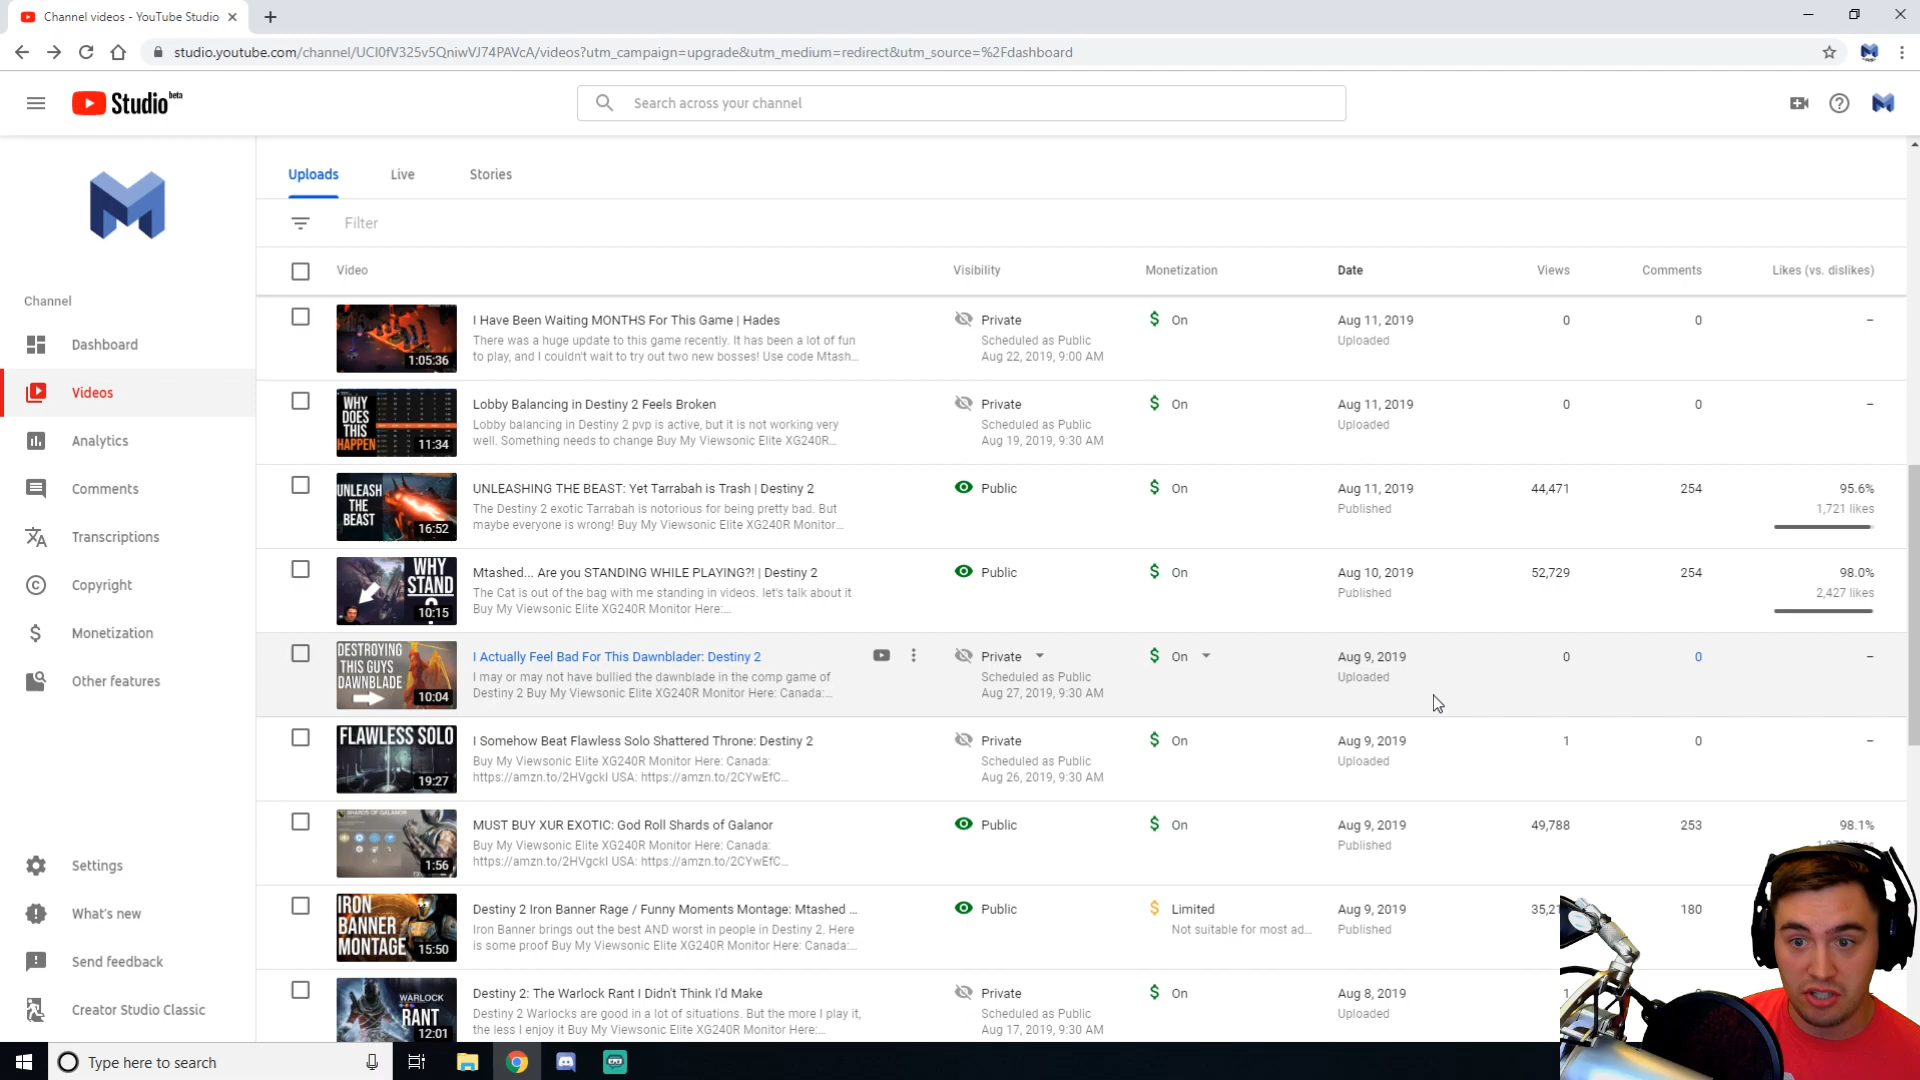 Channel videos - YouTube Studio
studio.youtube.com/channel/UCI0fV325v5QniwVJ74PAVcA/videos?utm_campaign=upgrade&utm_medium=redirect&utm_source=%2Fdashboard
Studio beta
Search across your channel
Uploads Live Stories
Filter
Video Visibility Monetization Date Views Comments Likes (vs. dislikes)
Channel
Dashboard
Videos
Analytics
Comments
Transcriptions
Copyright
Monetization
Other features
Settings
What's new
Send feedback
Creator Studio Classic
1:05:36
I Have Been Waiting MONTHS For This Game | Hades
There was a huge update to this game recently. It has been a lot of fun
to play, and I couldn't wait to try out two new bosses! Use code Mtash...
Private
Scheduled as Public
Aug 22, 2019, 9:00 AM
On
Aug 11, 2019
Uploaded
0 0 –
WHY
DOES
THIS
HAPPEN
11:34
Lobby Balancing in Destiny 2 Feels Broken
Lobby balancing in Destiny 2 pvp is active, but it is not working very
well. Something needs to change Buy My Viewsonic Elite XG240R...
Private
Scheduled as Public
Aug 19, 2019, 9:30 AM
On
Aug 11, 2019
Uploaded
0 0 –
UNLEASH
THE
BEAST
16:52
UNLEASHING THE BEAST: Yet Tarrabah is Trash | Destiny 2
The Destiny 2 exotic Tarrabah is notorious for being pretty bad. But
maybe everyone is wrong! Buy My Viewsonic Elite XG240R Monitor...
Public
On
Aug 11, 2019
Published
44,471 254 95.6%
1,721 likes
WHY
STAND
10:15
Mtashed... Are you STANDING WHILE PLAYING?! | Destiny 2
The Cat is out of the bag with me standing in videos. let's talk about it
Buy My Viewsonic Elite XG240R Monitor Here:...
Public
On
Aug 10, 2019
Published
52,729 254 98.0%
2,427 likes
DESTROYING
THIS GUYS
DAWNBLADE
10:04
I Actually Feel Bad For This Dawnblader: Destiny 2
I may or may not have bullied the dawnblade in the comp game of
Destiny 2 Buy My Viewsonic Elite XG240R Monitor Here: Canada:...
Private
Scheduled as Public
Aug 27, 2019, 9:30 AM
On
Aug 9, 2019
Uploaded
0 0 –
FLAWLESS SOLO
19:27
I Somehow Beat Flawless Solo Shattered Throne: Destiny 2
Buy My Viewsonic Elite XG240R Monitor Here: Canada:
https://amzn.to/2HVgckI USA: https://amzn.to/2CYwEfC...
Private
Scheduled as Public
Aug 26, 2019, 9:30 AM
On
Aug 9, 2019
Uploaded
1 0 –
SHARDS OF GALANOR
1:56
MUST BUY XUR EXOTIC: God Roll Shards of Galanor
Buy My Viewsonic Elite XG240R Monitor Here: Canada:
https://amzn.to/2HVgckI USA: https://amzn.to/2CYwEfC...
Public
On
Aug 9, 2019
Published
49,788 253 98.1%
IRON
BANNER
MONTAGE
15:50
Destiny 2 Iron Banner Rage / Funny Moments Montage: Mtashed ...
Iron Banner brings out the best AND worst in people in Destiny 2. Here
is some proof Buy My Viewsonic Elite XG240R Monitor Here: Canada:...
Public
Limited
Not suitable for most ad...
Aug 9, 2019
Published
180
WARLOCK
RANT
12:01
Destiny 2: The Warlock Rant I Didn't Think I'd Make
Destiny 2 Warlocks are good in a lot of situations. But the more I play it,
the less I enjoy it Buy My Viewsonic Elite XG240R Monitor Here:...
Private
Scheduled as Public
Aug 17, 2019, 9:30 AM
On
Aug 8, 2019
Uploaded
Type here to search